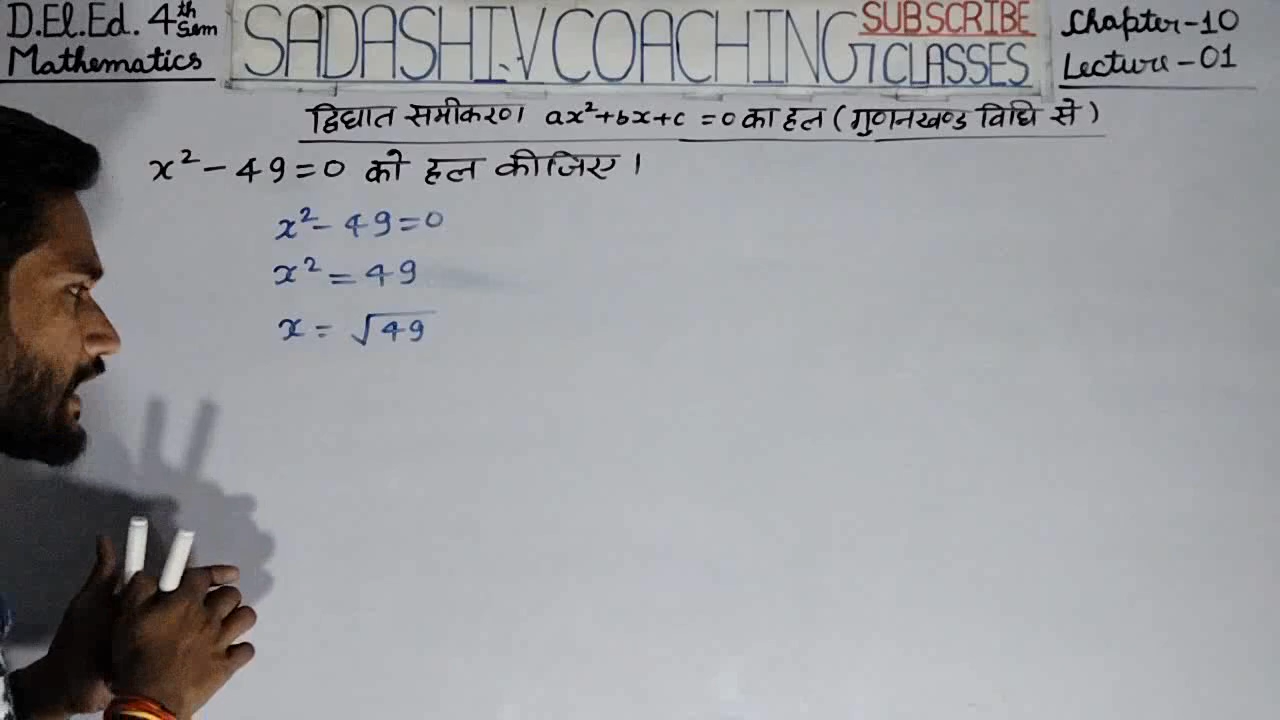 D.El.Ed. 4th Sem
Mathematics
SADASHIV COACHING CLASSES
SUBSCRIBE
Chapter-10
Lecture-01
द्विघात समीकरण ax²+bx+c=0 का हल (गुणनखण्ड विधि से)
x²-49=0 को हल कीजिए।
x²-49=0
x²=49
x=√49